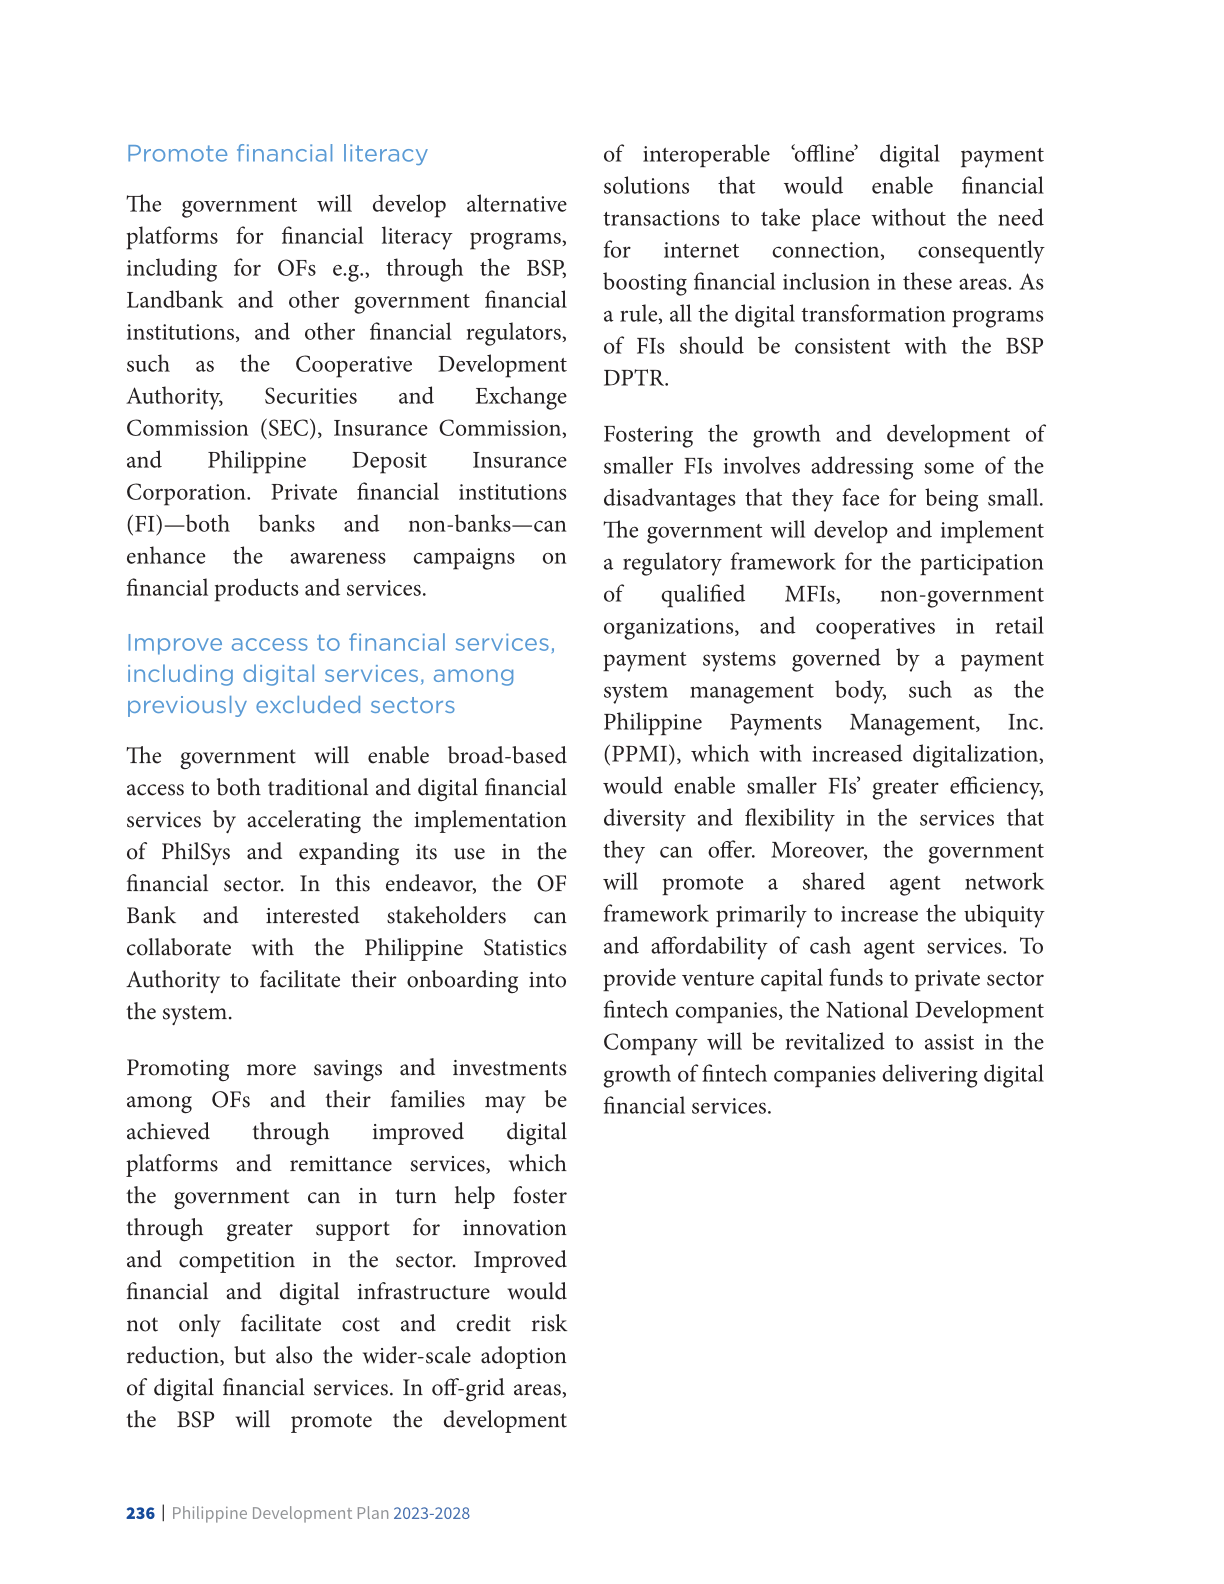 Promote financial literacy
The government will develop alternative
platforms for financial literacy programs,
including for OFs e.g., through the BSP,
Landbank and other government financial
institutions, and other financial regulators,
such as the Cooperative Development
Authority, Securities and Exchange
Commission (SEC), Insurance Commission,
and Philippine Deposit Insurance
Corporation. Private financial institutions
(FI)—both banks and non-banks—can
enhance the awareness campaigns on
financial products and services.
Improve access to financial services,
including digital services, among
previously excluded sectors
The government will enable broad-based
access to both traditional and digital financial
services by accelerating the implementation
of PhilSys and expanding its use in the
financial sector. In this endeavor, the OF
Bank and interested stakeholders can
collaborate with the Philippine Statistics
Authority to facilitate their onboarding into
the system.
Promoting more savings and investments
among OFs and their families may be
achieved through improved digital
platforms and remittance services, which
the government can in turn help foster
through greater support for innovation
and competition in the sector. Improved
financial and digital infrastructure would
not only facilitate cost and credit risk
reduction, but also the wider-scale adoption
of digital financial services. In off-grid areas,
the BSP will promote the development
of interoperable ‘offline’ digital payment
solutions that would enable financial
transactions to take place without the need
for internet connection, consequently
boosting financial inclusion in these areas. As
a rule, all the digital transformation programs
of FIs should be consistent with the BSP
DPTR.
Fostering the growth and development of
smaller FIs involves addressing some of the
disadvantages that they face for being small.
The government will develop and implement
a regulatory framework for the participation
of qualified MFIs, non-government
organizations, and cooperatives in retail
payment systems governed by a payment
system management body, such as the
Philippine Payments Management, Inc.
(PPMI), which with increased digitalization,
would enable smaller FIs’ greater efficiency,
diversity and flexibility in the services that
they can offer. Moreover, the government
will promote a shared agent network
framework primarily to increase the ubiquity
and affordability of cash agent services. To
provide venture capital funds to private sector
fintech companies, the National Development
Company will be revitalized to assist in the
growth of fintech companies delivering digital
financial services.
236 | Philippine Development Plan 2023-2028